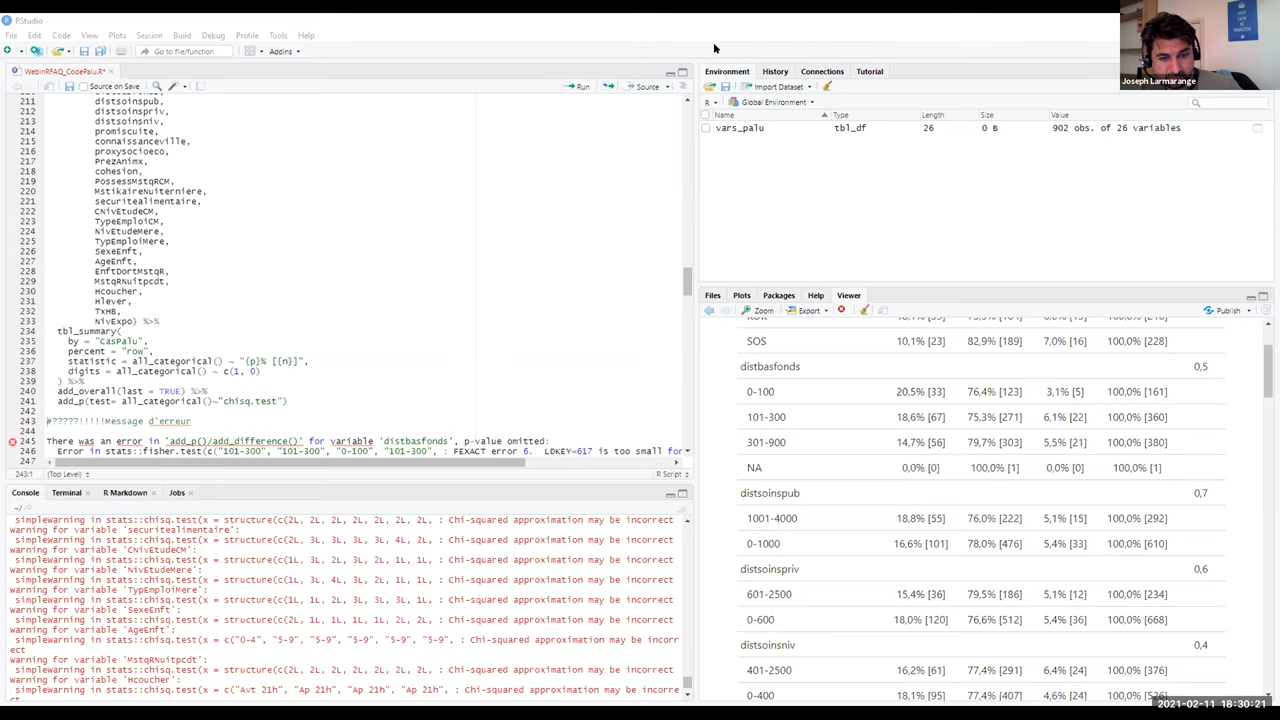 RStudio
File Edit Code View Plots Session Build Debug Profile Tools Help
Go to file/function Addins
KEEP CALM
Joseph Larmarange
WebinRFAQ_CodePalu.R*
Source on Save Run Source
211
212 distsoinspub,
212 distsoinspriv,
213 distsoinsniv,
214 promiscuite,
215 connaissanceville,
216 proxysocioeco,
217 PrezAnimx,
218 cohesion,
219 PossessMstqRCM,
220 MstikaireNuiterniere,
221 securitealimentaire,
222 CNivEtudeCM,
223 TypeEmploiCM,
224 NivEtudeMere,
225 TypEmploiMere,
226 SexeEnft,
227 AgeEnft,
228 EnftDortMstqR,
229 MstqRNuitpcdt,
230 Hcoucher,
231 Hlever,
232 TxHB,
233 NivExpo) %>%
234 tbl_summary(
235 by = "CasPalu",
236 percent = "row",
237 statistic = all_categorical() ~ "{p}% [{n}]",
238 digits = all_categorical() ~ c(1, 0)
239 ) %>%
240 add_overall(last = TRUE) %>%
241 add_p(test= all_categorical()~"chisq.test")
242
243 #?????!!!!!Message d'erreur
244
245 There was an error in 'add_p()/add_difference()' for variable 'distbasfonds', p-value omitted:
246 Error in stats::fisher.test(c("101-300", "101-300", "0-100", "101-300", : FEXACT error 6. LDKEY=617 is too small for
247
243:1 (Top Level) R Script
Console Terminal R Markdown Jobs
~/
simpleWarning in stats::chisq.test(x = structure(c(2L, 2L, 2L, 2L, 2L, 2L, : Chi-squared approximation may be incorrect
Warning for variable 'securitealimentaire':
simpleWarning in stats::chisq.test(x = structure(c(2L, 3L, 3L, 3L, 4L, 2L, : Chi-squared approximation may be incorrect
Warning for variable 'CNivEtudeCM':
simpleWarning in stats::chisq.test(x = structure(c(1L, 3L, 1L, 3L, 2L, 1L, : Chi-squared approximation may be incorrect
Warning for variable 'NivEtudeMere':
simpleWarning in stats::chisq.test(x = structure(c(1L, 3L, 4L, 3L, 2L, 1L, : Chi-squared approximation may be incorrect
Warning for variable 'TypEmploiMere':
simpleWarning in stats::chisq.test(x = structure(c(1L, 1L, 2L, 3L, 3L, 1L, : Chi-squared approximation may be incorrect
Warning for variable 'SexeEnft':
simpleWarning in stats::chisq.test(x = structure(c(2L, 1L, 1L, 2L, 1L, 2L, : Chi-squared approximation may be incorrect
Warning for variable 'AgeEnft':
simpleWarning in stats::chisq.test(x = c("0-4", "5-9", "5-9", "5-9", "5-9", "5-9", : Chi-squared approximation may be incorr
ect
Warning for variable 'MstqRNuitpcdt':
simpleWarning in stats::chisq.test(x = structure(c(2L, 2L, 2L, 2L, 2L, 2L, : Chi-squared approximation may be incorrect
Warning for variable 'Hcoucher':
simpleWarning in stats::chisq.test(x = c("Avt 21h", "Ap 21h", "Ap 21h", "Ap 21h", : Chi-squared approximation may be incorre
ct
Environment History Connections Tutorial
Import Dataset
R Global Environment
Name Type Length Size Value
vars_palu tbl_df 26 0 B 902 obs. of 26 variables
Files Plots Packages Help Viewer
Zoom Export Publish
SOS 10,1% [23] 82,9% [189] 7,0% [16] 100,0% [228]
distbasfonds 0,5
0-100 20,5% [33] 76,4% [123] 3,1% [5] 100,0% [161]
101-300 18,6% [67] 75,3% [271] 6,1% [22] 100,0% [360]
301-900 14,7% [56] 79,7% [303] 5,5% [21] 100,0% [380]
NA 0,0% [0] 100,0% [1] 0,0% [0] 100,0% [1]
distsoinspub 0,7
1001-4000 18,8% [55] 76,0% [222] 5,1% [15] 100,0% [292]
0-1000 16,6% [101] 78,0% [476] 5,4% [33] 100,0% [610]
distsoinspriv 0,6
601-2500 15,4% [36] 79,5% [186] 5,1% [12] 100,0% [234]
0-600 18,0% [120] 76,6% [512] 5,4% [36] 100,0% [668]
distsoinsniv 0,4
401-2500 16,2% [61] 77,4% [291] 6,4% [24] 100,0% [376]
0-400 18,1% [95] 77,4% [407] 4,6% [24] 100,0% [526]
2021-02-11 18:30:21